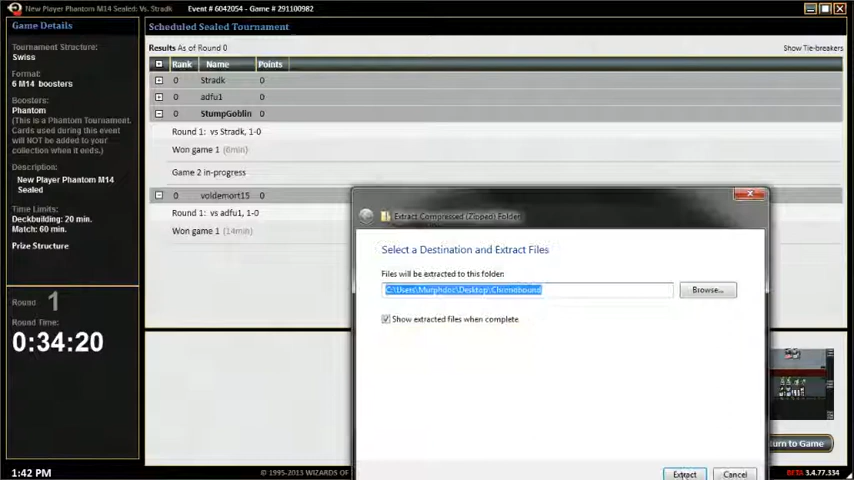 New Player Phantom M14 Sealed: Vs. Stradk Event # 6042054 - Game # 291100982
Game Details
Scheduled Sealed Tournament
Tournament Structure:
Swiss
Format:
6 M14 boosters
Boosters:
Phantom
(This is a Phantom Tournament.
Cards used during this event
will NOT be added to your
collection when it ends.)
Description:
New Player Phantom M14
Sealed
Time Limits:
Deckbuilding: 20 min.
Match: 60 min.
Prize Structure
Round 1
Round Time:
0:34:20
1:42 PM
Results As of Round 0
Show Tie-breakers
Rank Name Points
0 Stradk 0
0 adfu1 0
0 StumpGoblin 0
Round 1: vs Stradk, 1-0
Won game 1 (6min)
Game 2 in-progress
0 voldemort15 0
Round 1: vs adfu1, 1-0
Won game 1 (14min)
Extract Compressed (Zipped) Folder
Select a Destination and Extract Files
Files will be extracted to this folder:
Browse...
Show extracted files when complete
Extract Cancel
urn to Game
© 1995-2013 WIZARDS OF
BETA 3.4.77.334